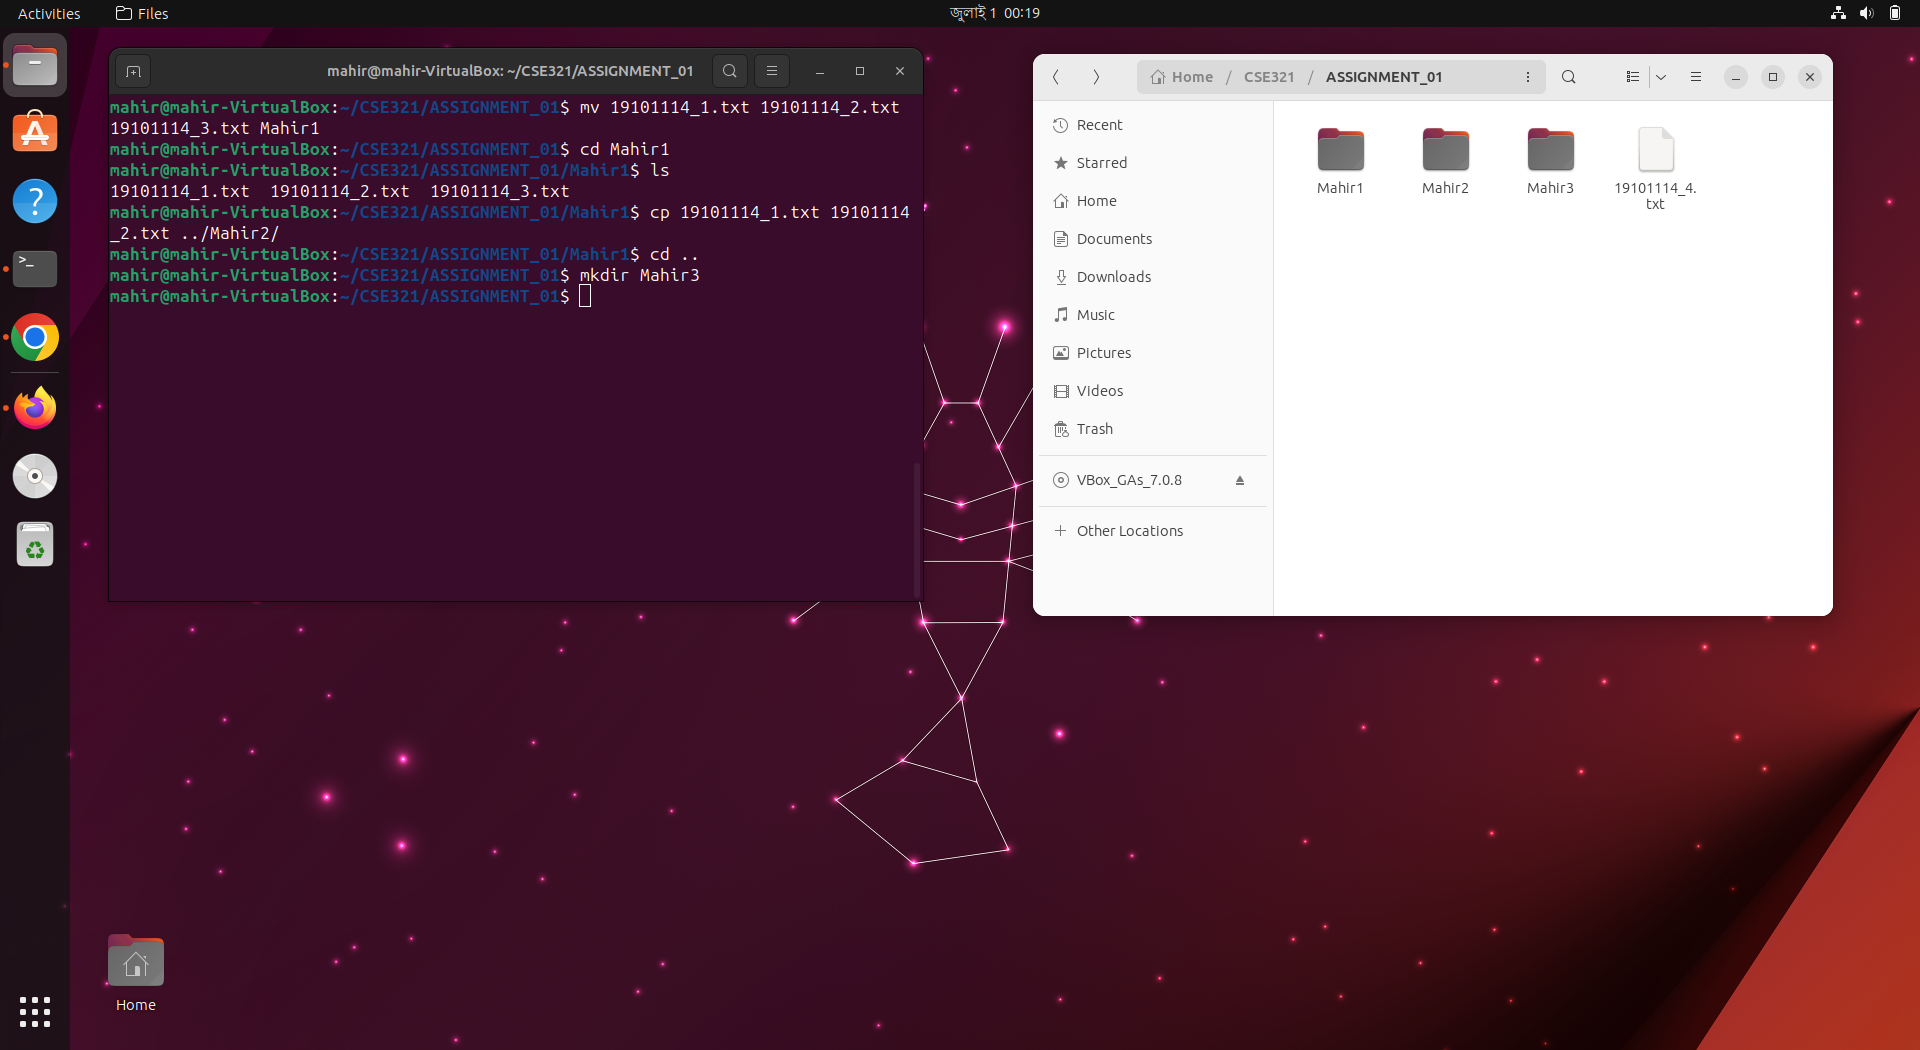 Activities
Files
জুলাই 1 00:19
mahir@mahir-VirtualBox: ~/CSE321/ASSIGNMENT_01
mahir@mahir-VirtualBox:~/CSE321/ASSIGNMENT_01$ mv 19101114_1.txt 19101114_2.txt
19101114_3.txt Mahir1
mahir@mahir-VirtualBox:~/CSE321/ASSIGNMENT_01$ cd Mahir1
mahir@mahir-VirtualBox:~/CSE321/ASSIGNMENT_01/Mahir1$ ls
19101114_1.txt  19101114_2.txt  19101114_3.txt
mahir@mahir-VirtualBox:~/CSE321/ASSIGNMENT_01/Mahir1$ cp 19101114_1.txt 19101114
_2.txt ../Mahir2/
mahir@mahir-VirtualBox:~/CSE321/ASSIGNMENT_01/Mahir1$ cd ..
mahir@mahir-VirtualBox:~/CSE321/ASSIGNMENT_01$ mkdir Mahir3
mahir@mahir-VirtualBox:~/CSE321/ASSIGNMENT_01$
Home / CSE321 / ASSIGNMENT_01
Recent
Starred
Home
Documents
Downloads
Music
Pictures
Videos
Trash
VBox_GAs_7.0.8
Other Locations
Mahir1
Mahir2
Mahir3
19101114_4.
txt
Home